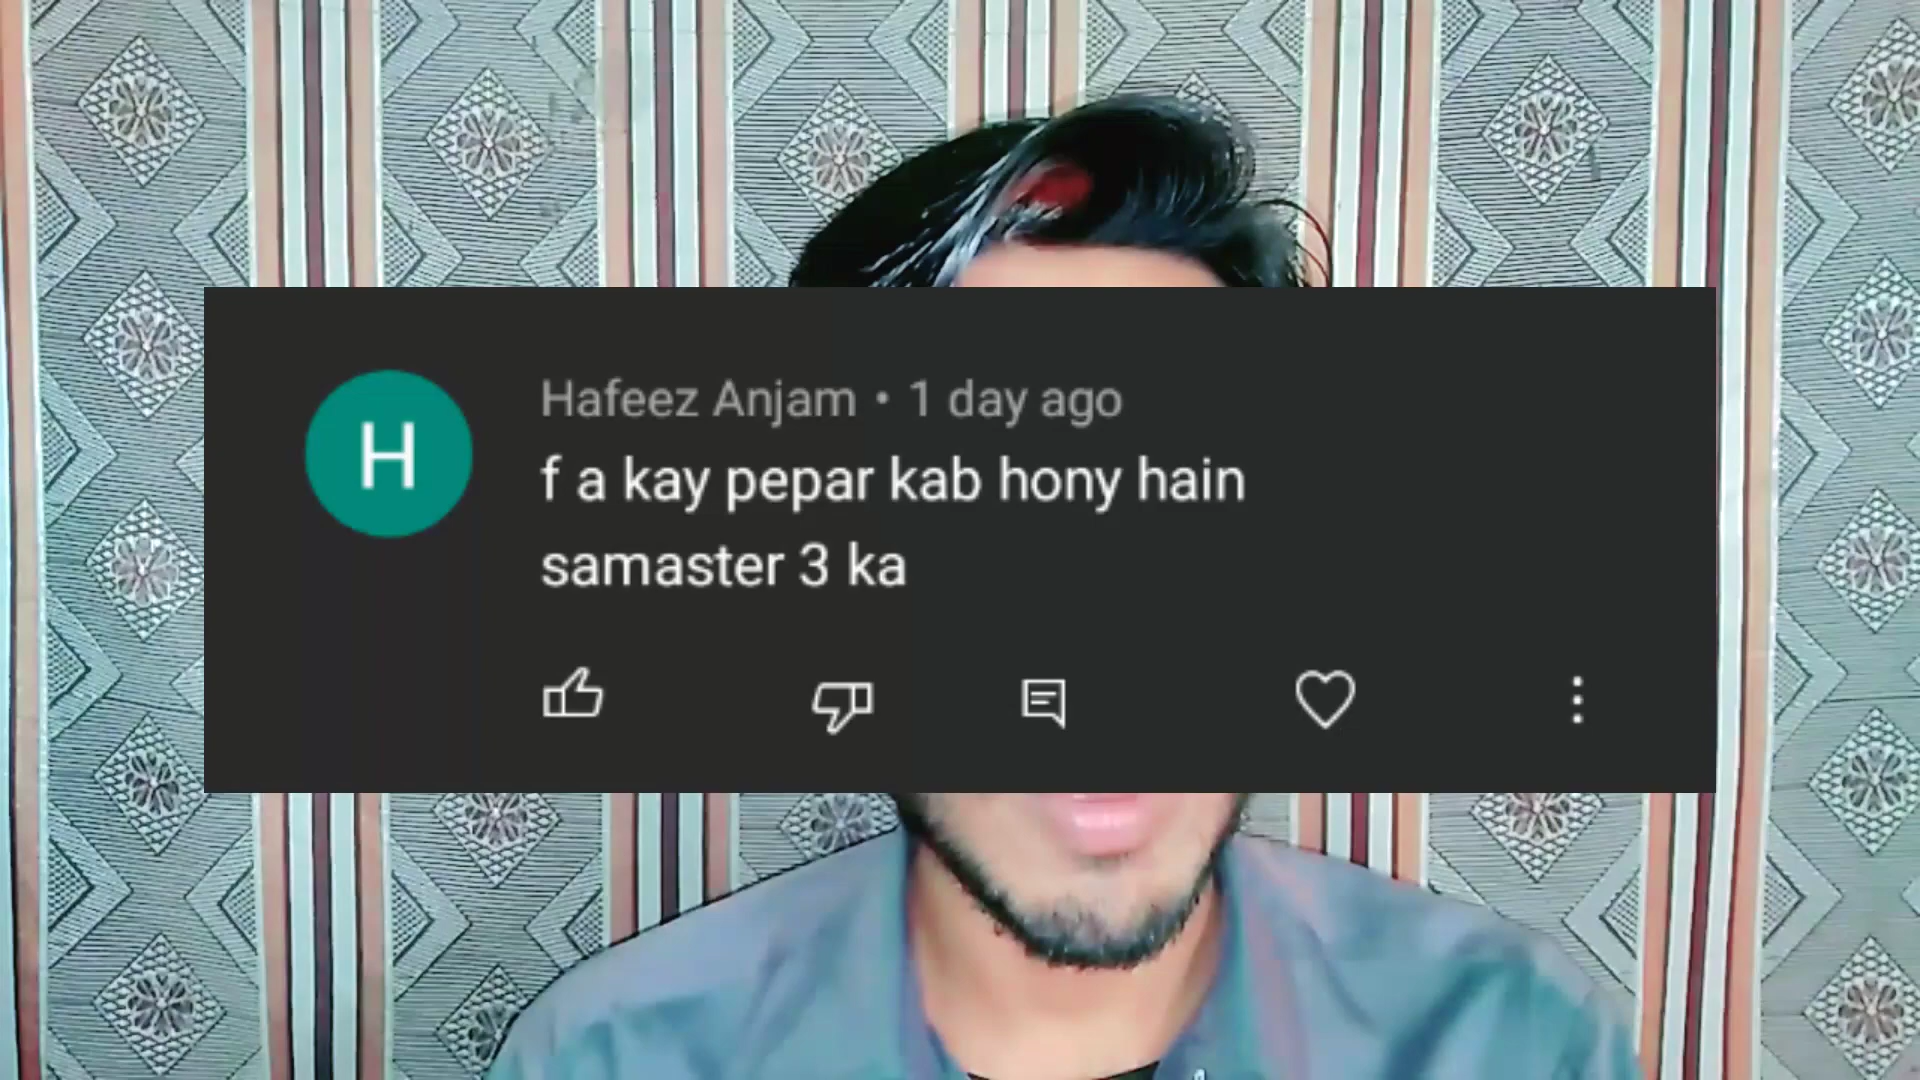 H
Hafeez Anjam • 1 day ago
f a kay pepar kab hony hain
samaster 3 ka